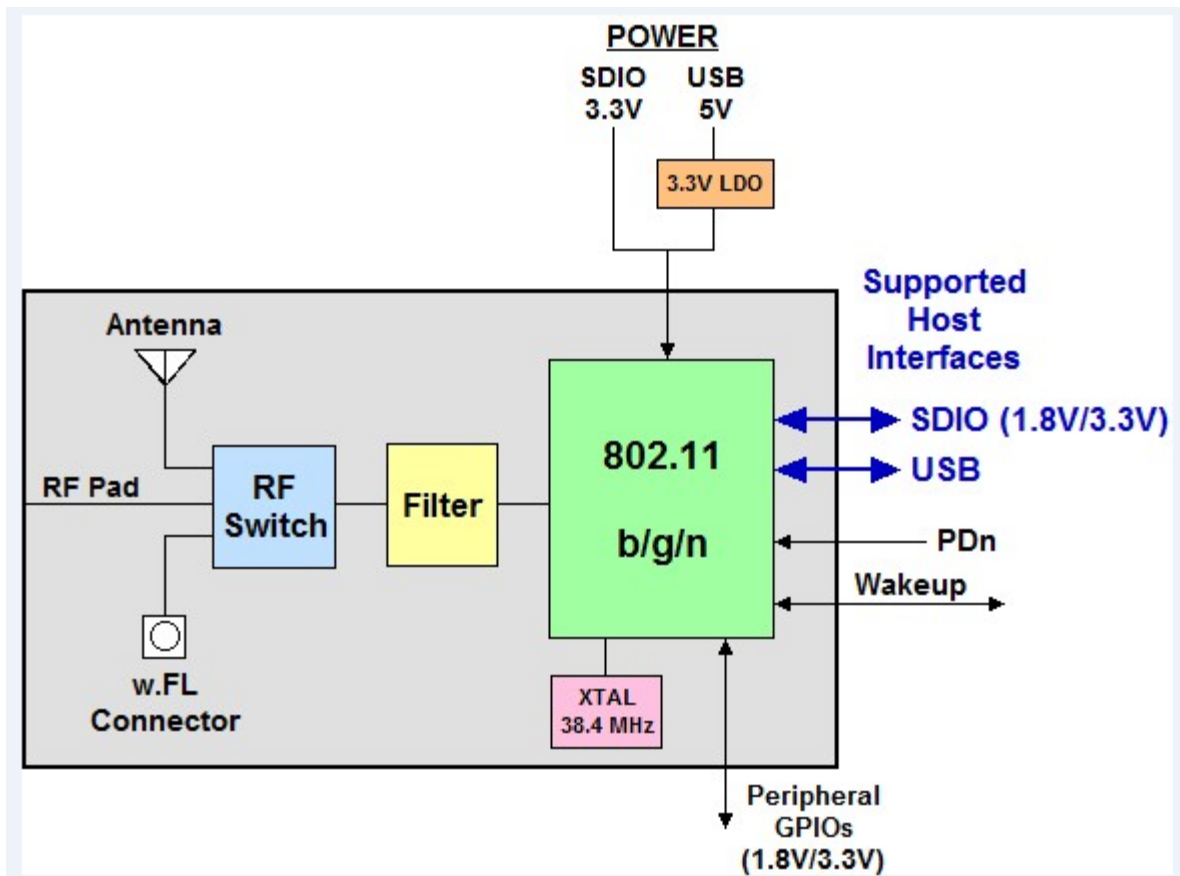 POWER
SDIO USB
3.3V 5V
3.3V LDO
Supported
Host
Interfaces
Antenna
SDIO (1.8V/3.3V)
802.11
USB
RF Pad
RF
Switch
Filter
b/g/n
PDn
Wakeup
w.FL
Connector
XTAL
38.4 MHz
Peripheral
GPIOs
(1.8V/3.3V)